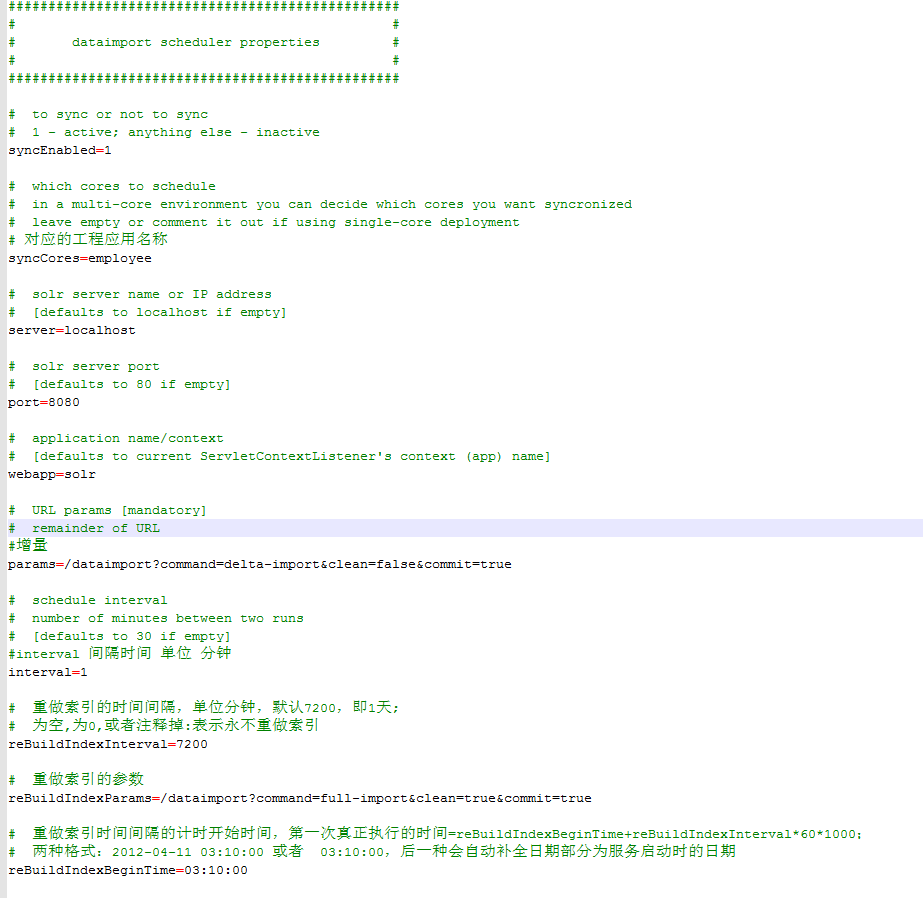 #################################################
#                                               #
#       dataimport scheduler properties         #
#                                               #
#################################################
#  to sync or not to sync
#  1 - active; anything else - inactive
syncEnabled=1
#  which cores to schedule
#  in a multi-core environment you can decide which cores you want syncronized
#  leave empty or comment it out if using single-core deployment
# 对应的工程应用名称
syncCores=employee
#  solr server name or IP address
#  [defaults to localhost if empty]
server=localhost
#  solr server port
#  [defaults to 80 if empty]
port=8080
#  application name/context
#  [defaults to current ServletContextListener's context (app) name]
webapp=solr
#  URL params [mandatory]
#  remainder of URL
#增量
params=/dataimport?command=delta-import&clean=false&commit=true
#  schedule interval
#  number of minutes between two runs
#  [defaults to 30 if empty]
#interval 间隔时间 单位 分钟
interval=1
#  重做索引的时间间隔，单位分钟，默认7200，即1天;
#  为空,为0,或者注释掉:表示永不重做索引
reBuildIndexInterval=7200
#  重做索引的参数
reBuildIndexParams=/dataimport?command=full-import&clean=true&commit=true
#  重做索引时间间隔的计时开始时间，第一次真正执行的时间=reBuildIndexBeginTime+reBuildIndexInterval*60*1000;
#  两种格式：2012-04-11 03:10:00 或者  03:10:00，后一种会自动补全日期部分为服务启动时的日期
reBuildIndexBeginTime=03:10:00